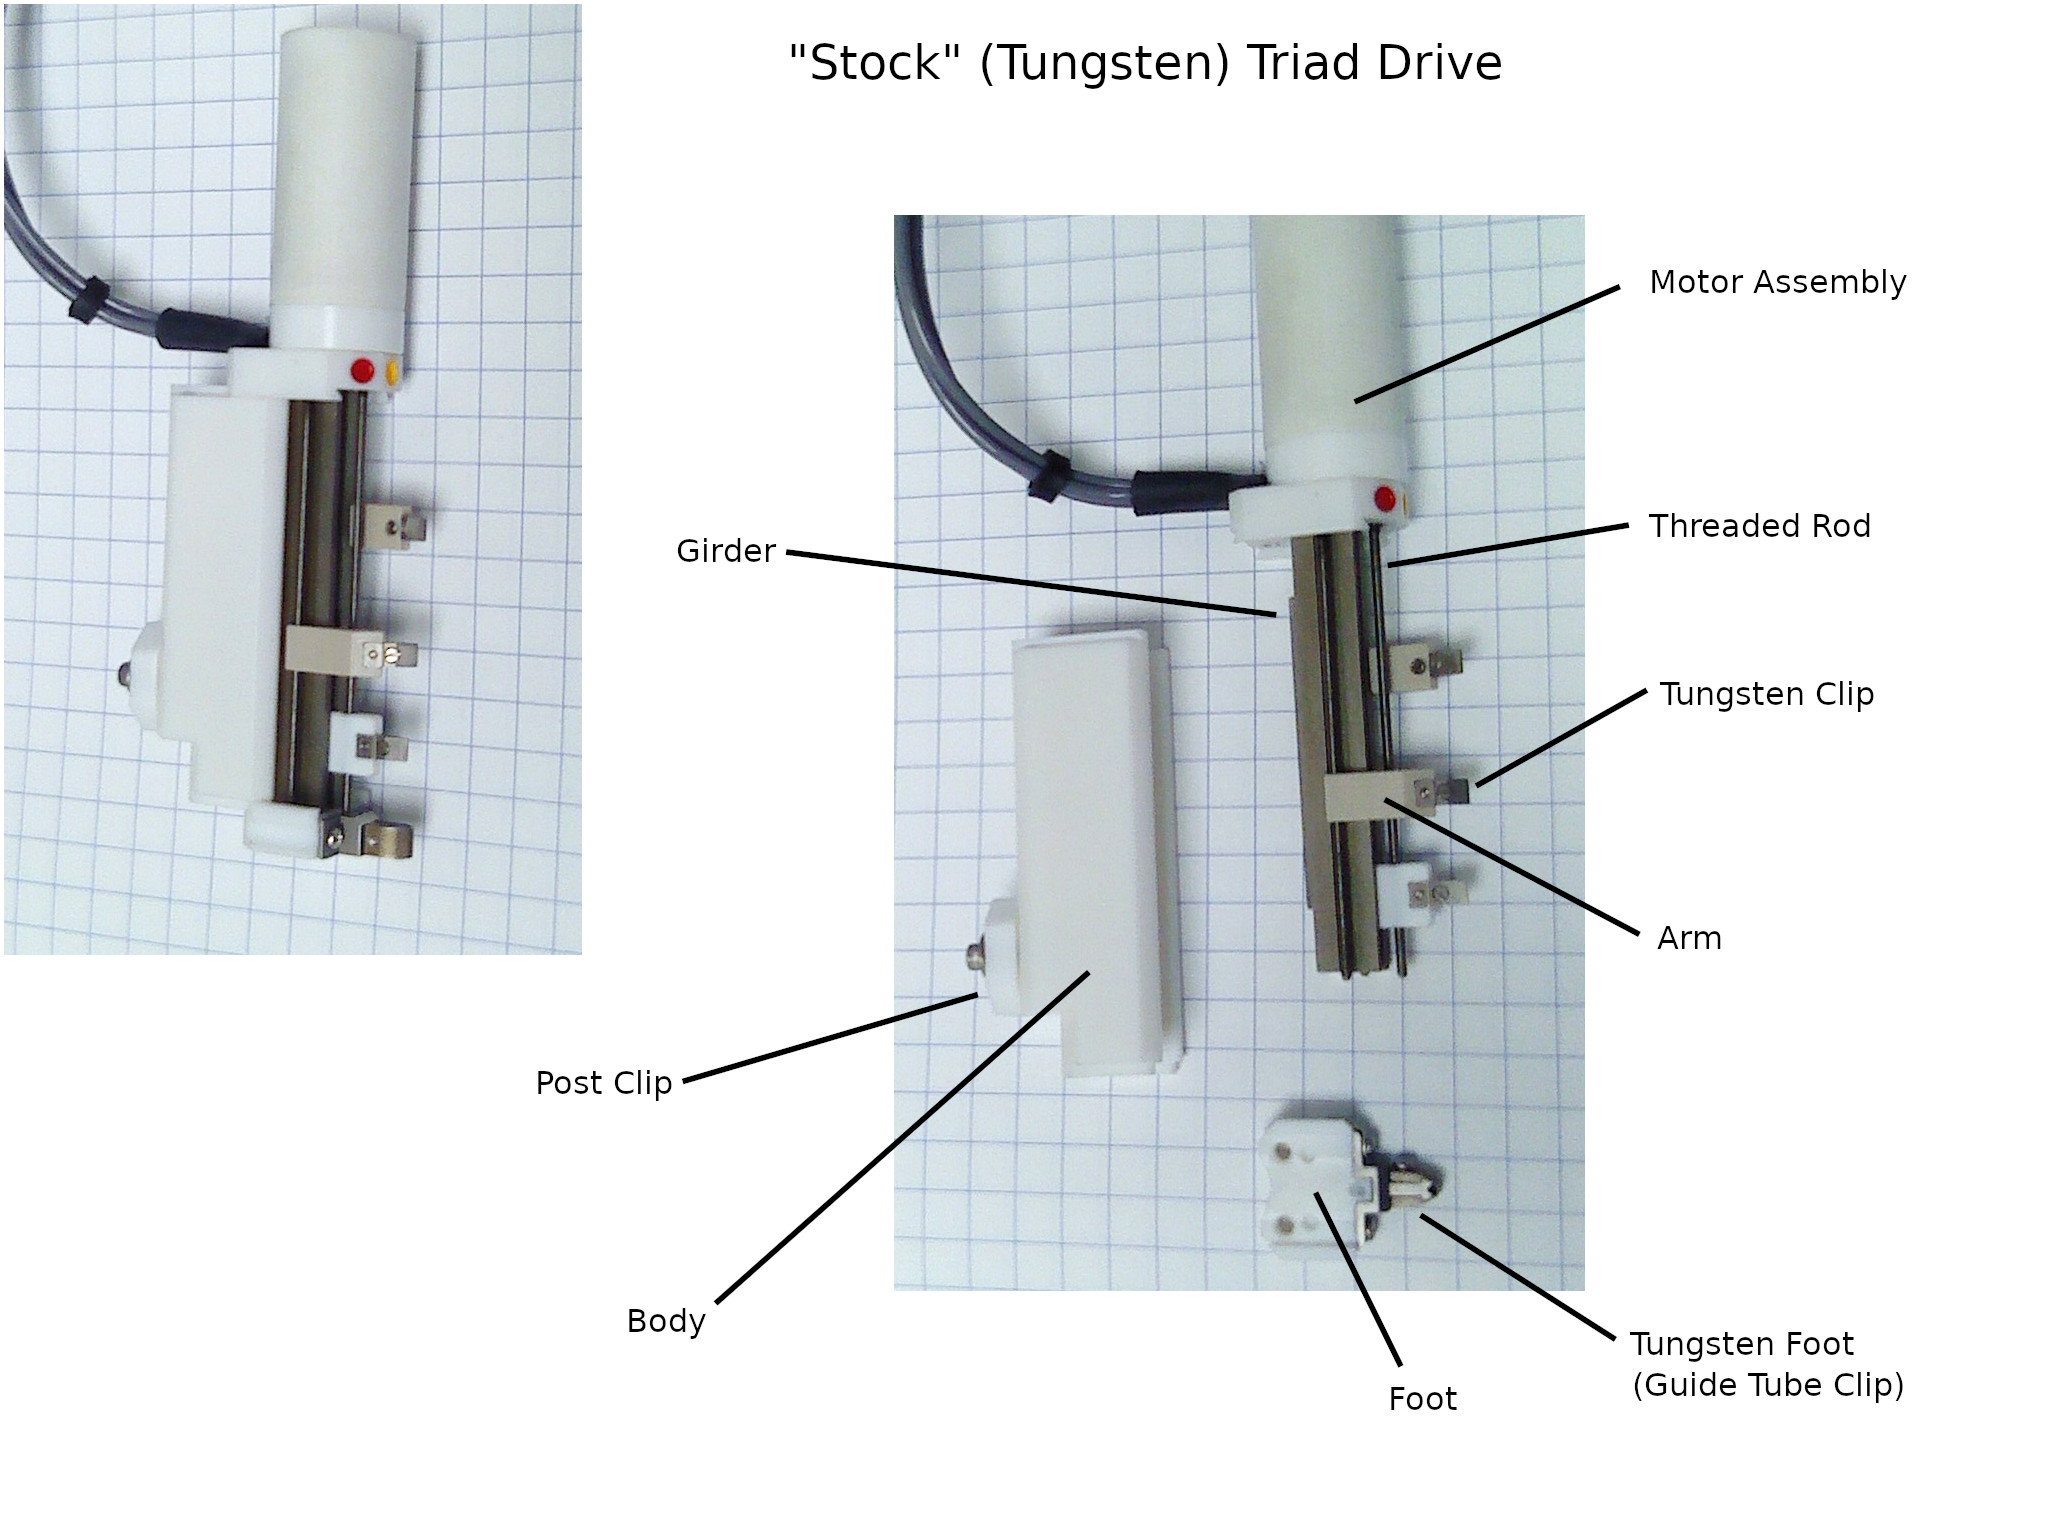 "Stock" (Tungsten) Triad Drive
Motor Assembly
Threaded Rod
Girder
Tungsten Clip
Arm
Post Clip
Body
Tungsten Foot
(Guide Tube Clip)
Foot